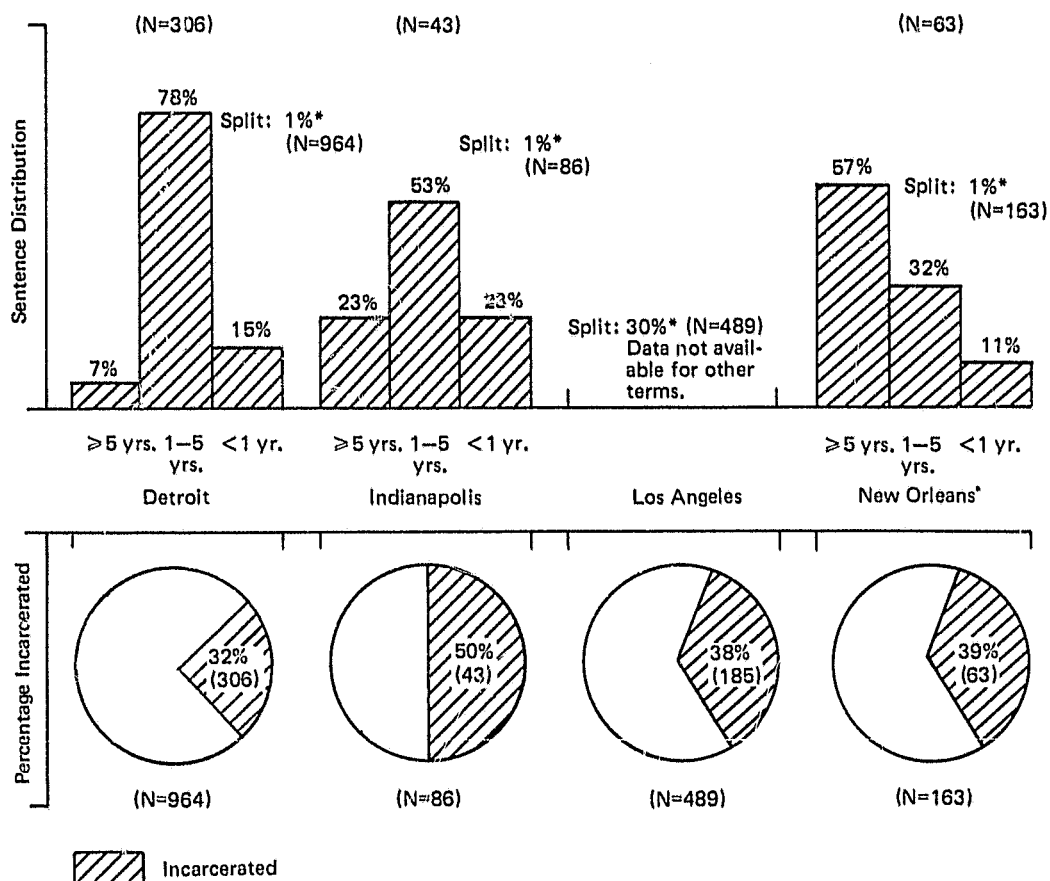 (N=306) (N=43) (N=63)
Sentence Distribution
78%
Split: 1%*
(N=964)
7%
15%
Split: 1%*
(N=86)
53%
23%
23%
Split: 30%* (N=489)
Data not avail-
able for other
terms.
57%
Split: 1%*
(N=163)
32%
11%
≥5 yrs. 1–5 <1 yr. ≥5 yrs. 1–5 <1 yr. ≥5 yrs. 1–5 <1 yr.
yrs. yrs. yrs.
Detroit Indianapolis Los Angeles New Orleans*
Percentage Incarcerated
32%
(306)
50%
(43)
38%
(185)
39%
(63)
(N=964) (N=86) (N=489) (N=163)
Incarcerated